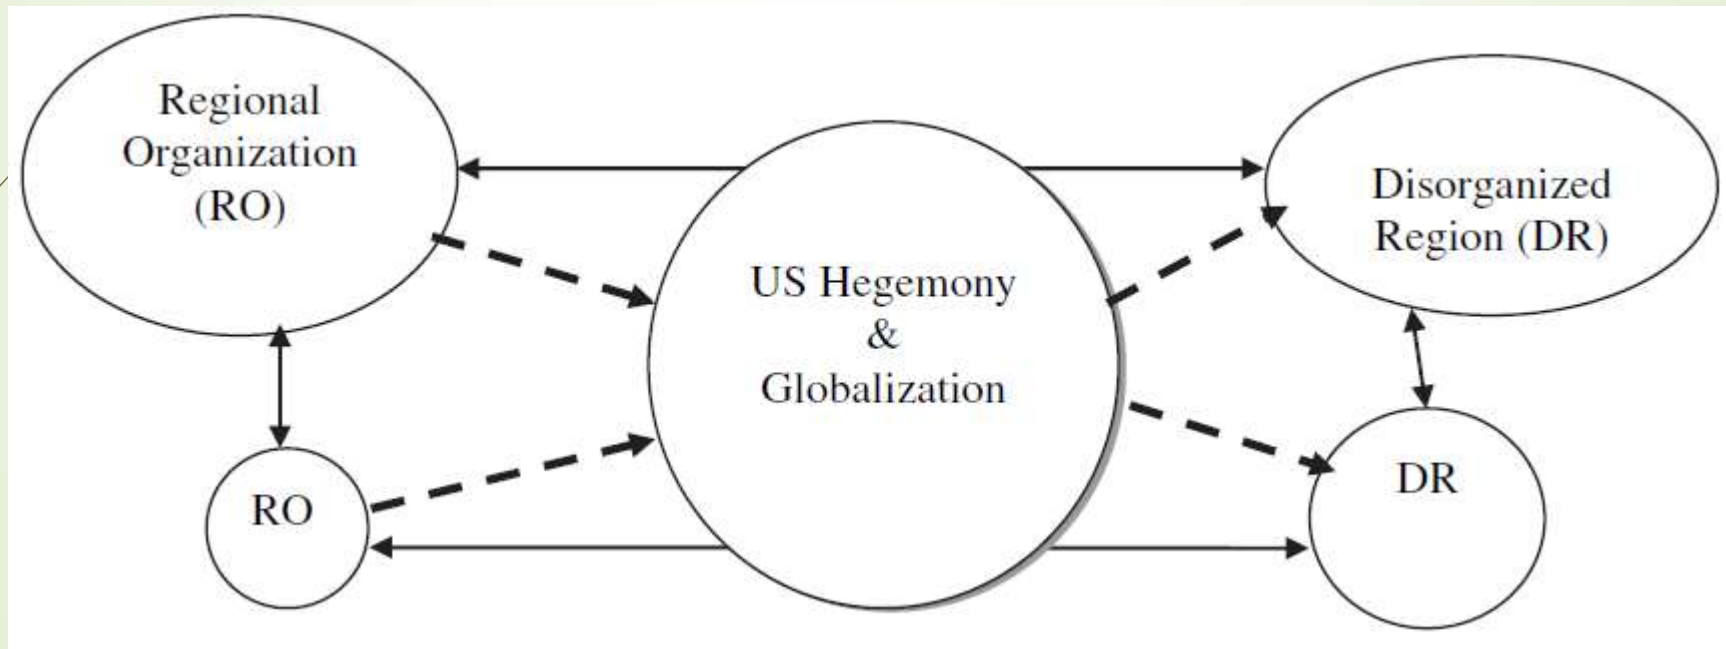 Regional
Organization
(RO)
US Hegemony
&
Globalization
Disorganized
Region (DR)
RO
DR